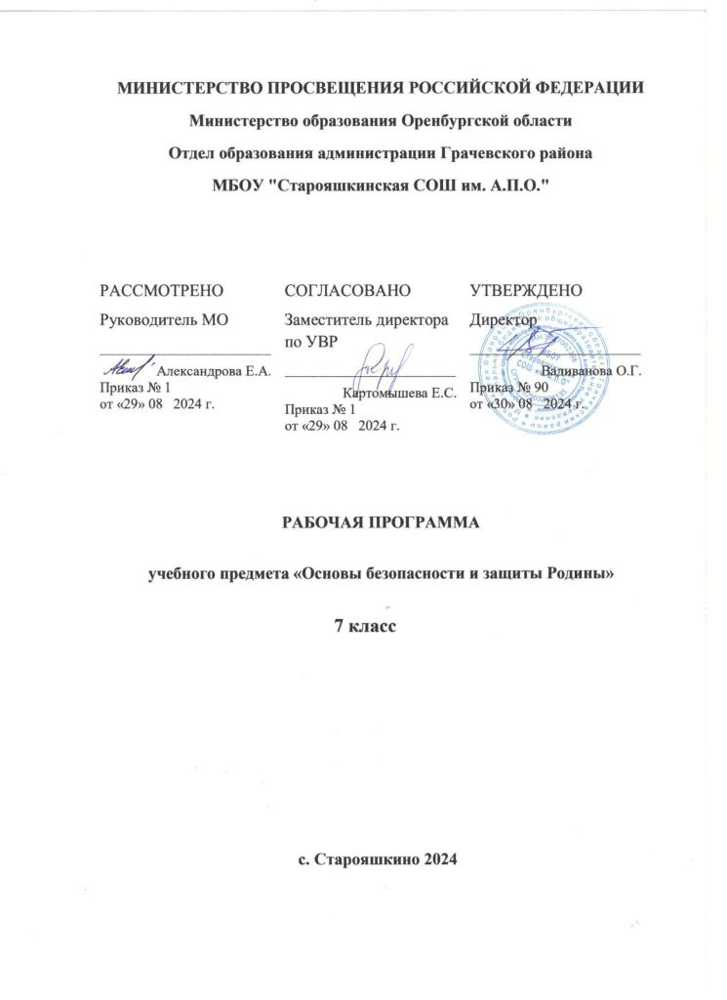 МИНИСТЕРСТВО ПРОСВЕЩЕНИЯ РОССИЙСКОЙ ФЕДЕРАЦИИ
Министерство образования Оренбургской области
Отдел образования администрации Грачевского района
МБОУ "Старояшкинская СОШ им. А.П.О."
РАССМОТРЕНО
Руководитель МО
Александрова Е.А.
Приказ № 1
от «29» 08 2024 г.
СОГЛАСОВАНО
Заместитель директора
по УВР
Картомышева Е.С.
Приказ № 1
от «29» 08 2024 г.
УТВЕРЖДЕНО
Директор
Вадиванова О.Г.
Приказ № 90
от «30» 08 2024 г.
РАБОЧАЯ ПРОГРАММА
учебного предмета «Основы безопасности и защиты Родины»
7 класс
с. Старояшкино 2024